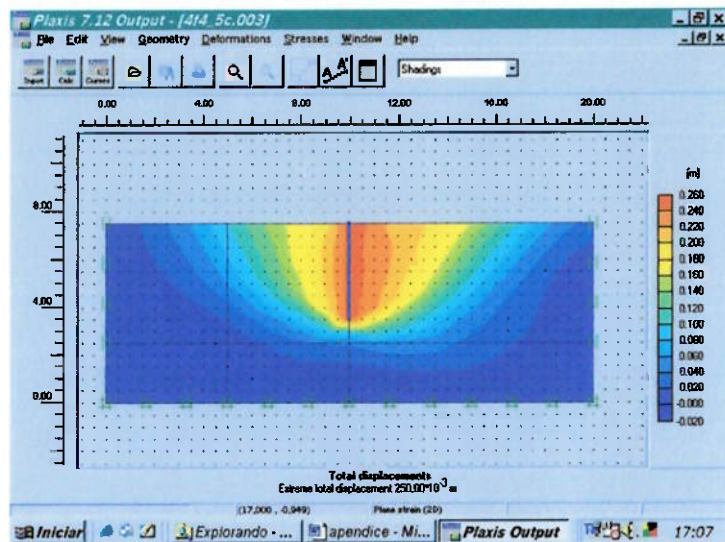 Plaxis 7.12 Output - [4f4_5c.003]
File Edit View Geometry Deformations Stresses Window Help
Input Calc Curves Shadings
0.00 4.00 8.00 12.00 16.00 20.00
[m]
8.00
4.00
0.00
0.260
0.240
0.220
0.200
0.180
0.160
0.140
0.120
0.100
0.080
0.060
0.040
0.020
-0.000
-0.020
Total displacements
Extreme total displacement 250.00*10-3 m
(17,000 , -0,949) Plane strain (2D)
Iniciar Explorando - ... apendice - Mi... Plaxis Output 17:07